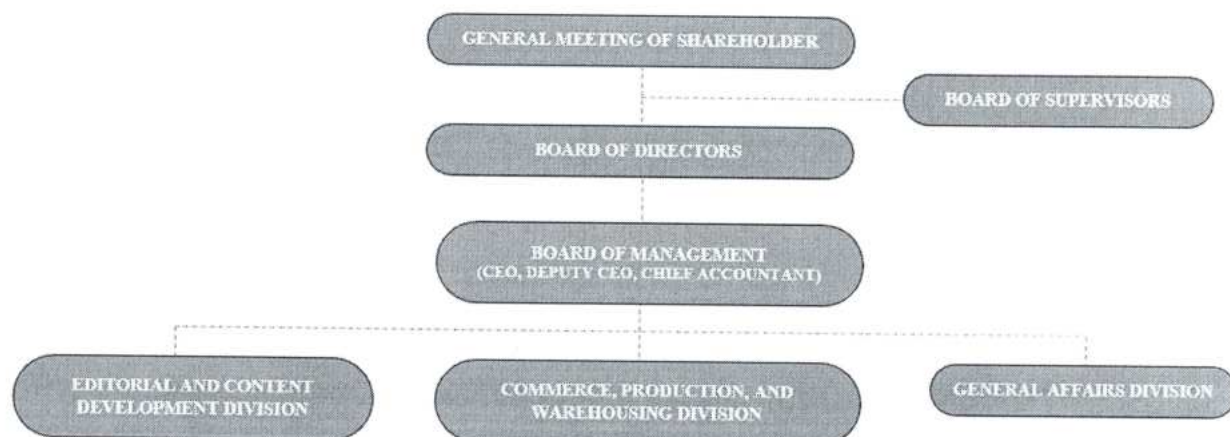 GENERAL MEETING OF SHAREHOLDER
BOARD OF SUPERVISORS
BOARD OF DIRECTORS
BOARD OF MANAGEMENT
(CEO, DEPUTY CEO, CHIEF ACCOUNTANT)
EDITORIAL AND CONTENT
DEVELOPMENT DIVISION
COMMERCE, PRODUCTION, AND
WAREHOUSING DIVISION
GENERAL AFFAIRS DIVISION